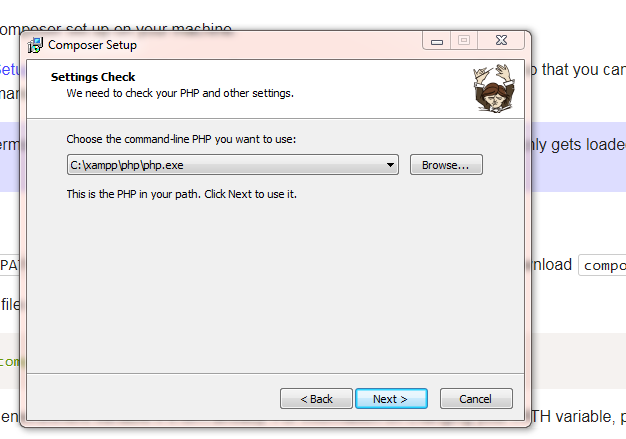 omposer set up on your machine
Composer Setup
Settings Check
We need to check your PHP and other settings.
that you can
Choose the command-line PHP you want to use:
nly gets loade
C:\xampp\php\php.exe
Browse...
This is the PHP in your path. Click Next to use it.
PA
nload compo
file
com
< Back
Next >
Cancel
en
TH variable, p